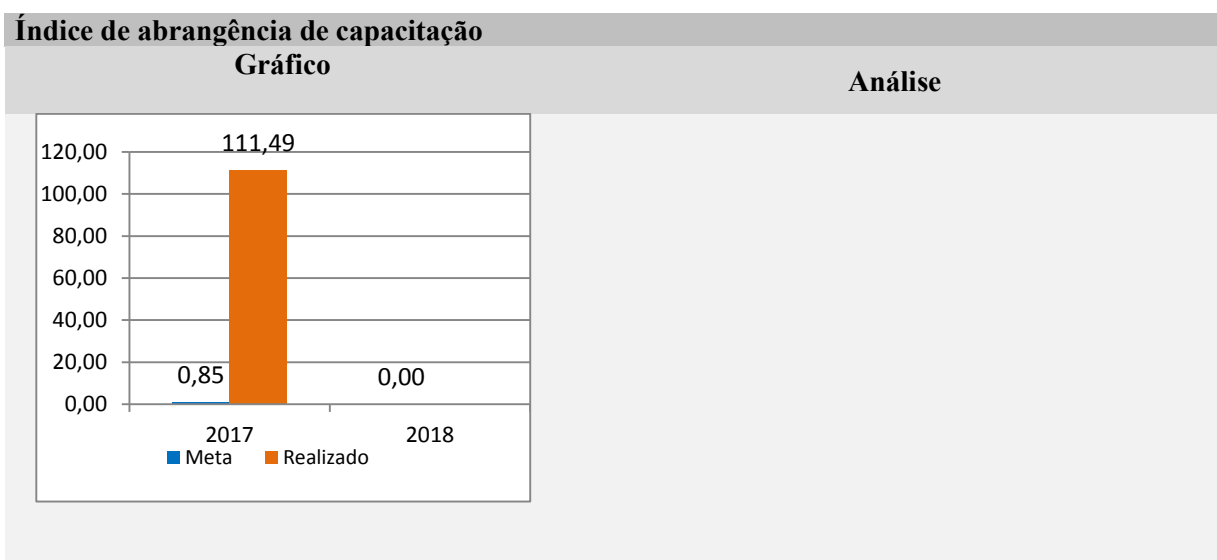 Índice de abrangência de capacitação
Gráfico
Análise
111,49
120,00
100,00
80,00
60,00
40,00
20,00
0,85
0,00
0,00
2017
2018
Meta
Realizado